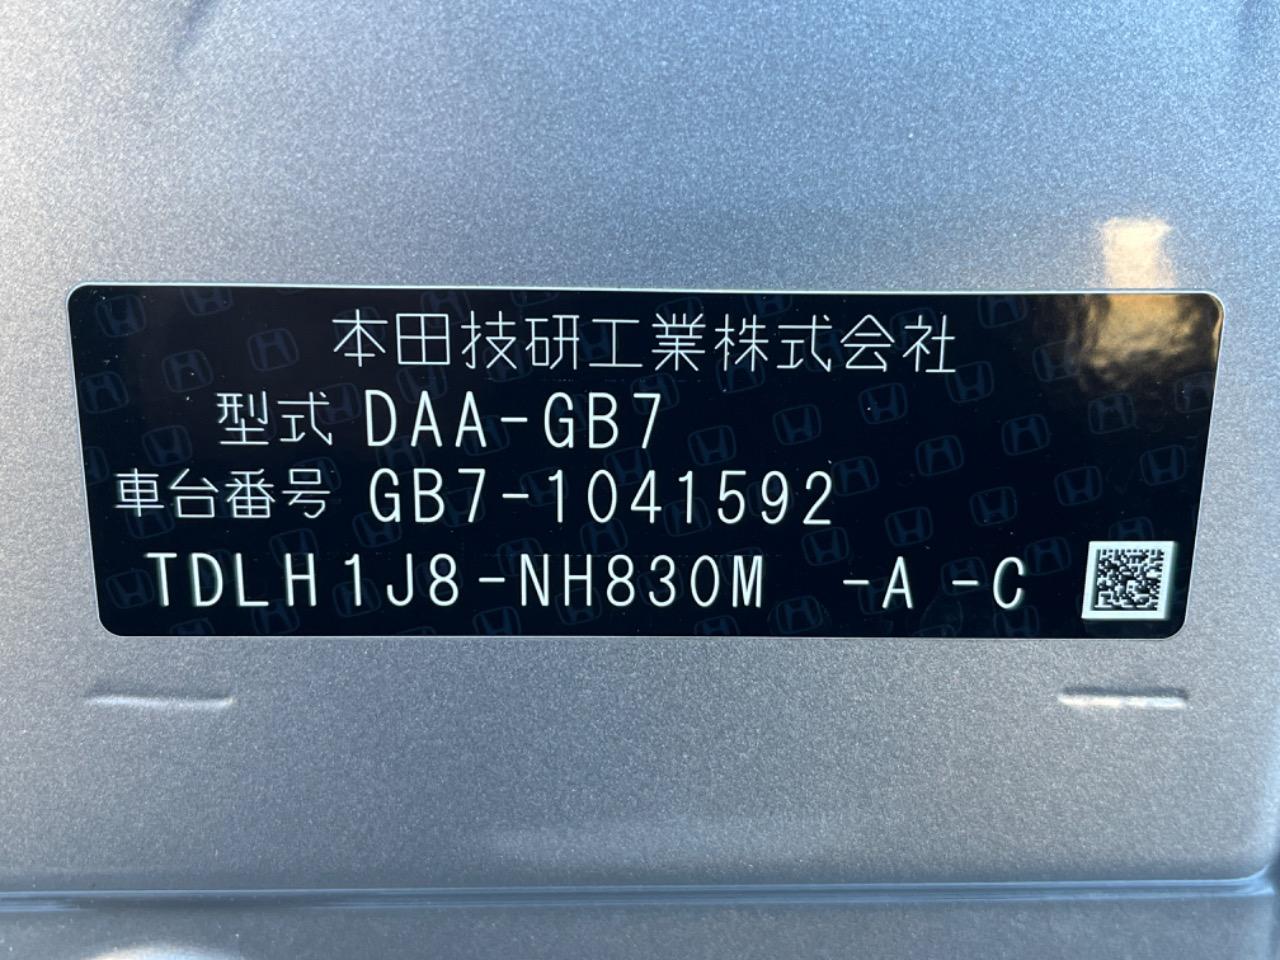 本田技研工業株式会社
型式 DAA-GB7
車台番号 GB7-1041592
TDLH1J8-NH830M -A -C